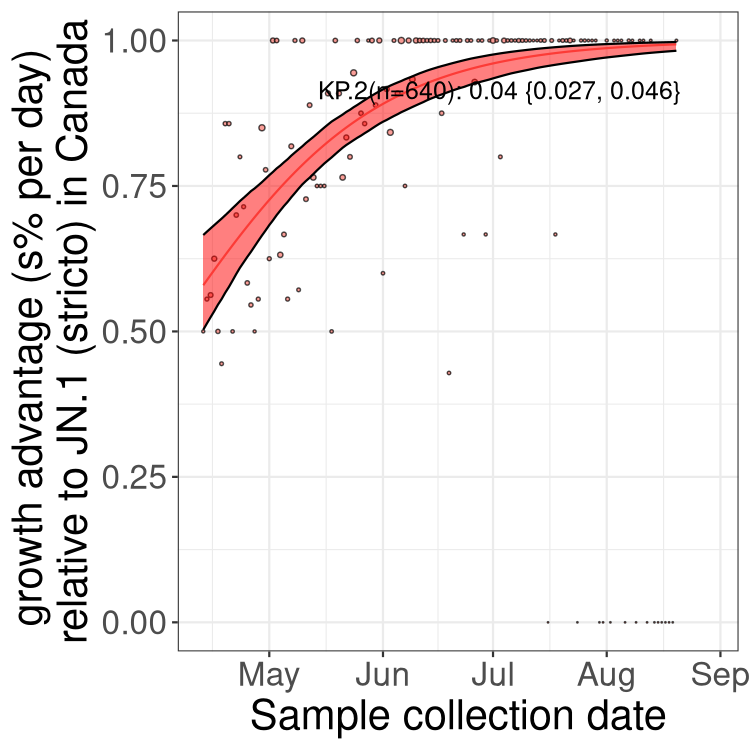 growth advantage (s% per day)
relative to JN.1 (stricto) in Canada
1.00
0.75
0.50
0.25
0.00
KP.2(n=640): 0.04 {0.027, 0.046}
May Jun Jul Aug Sep
Sample collection date